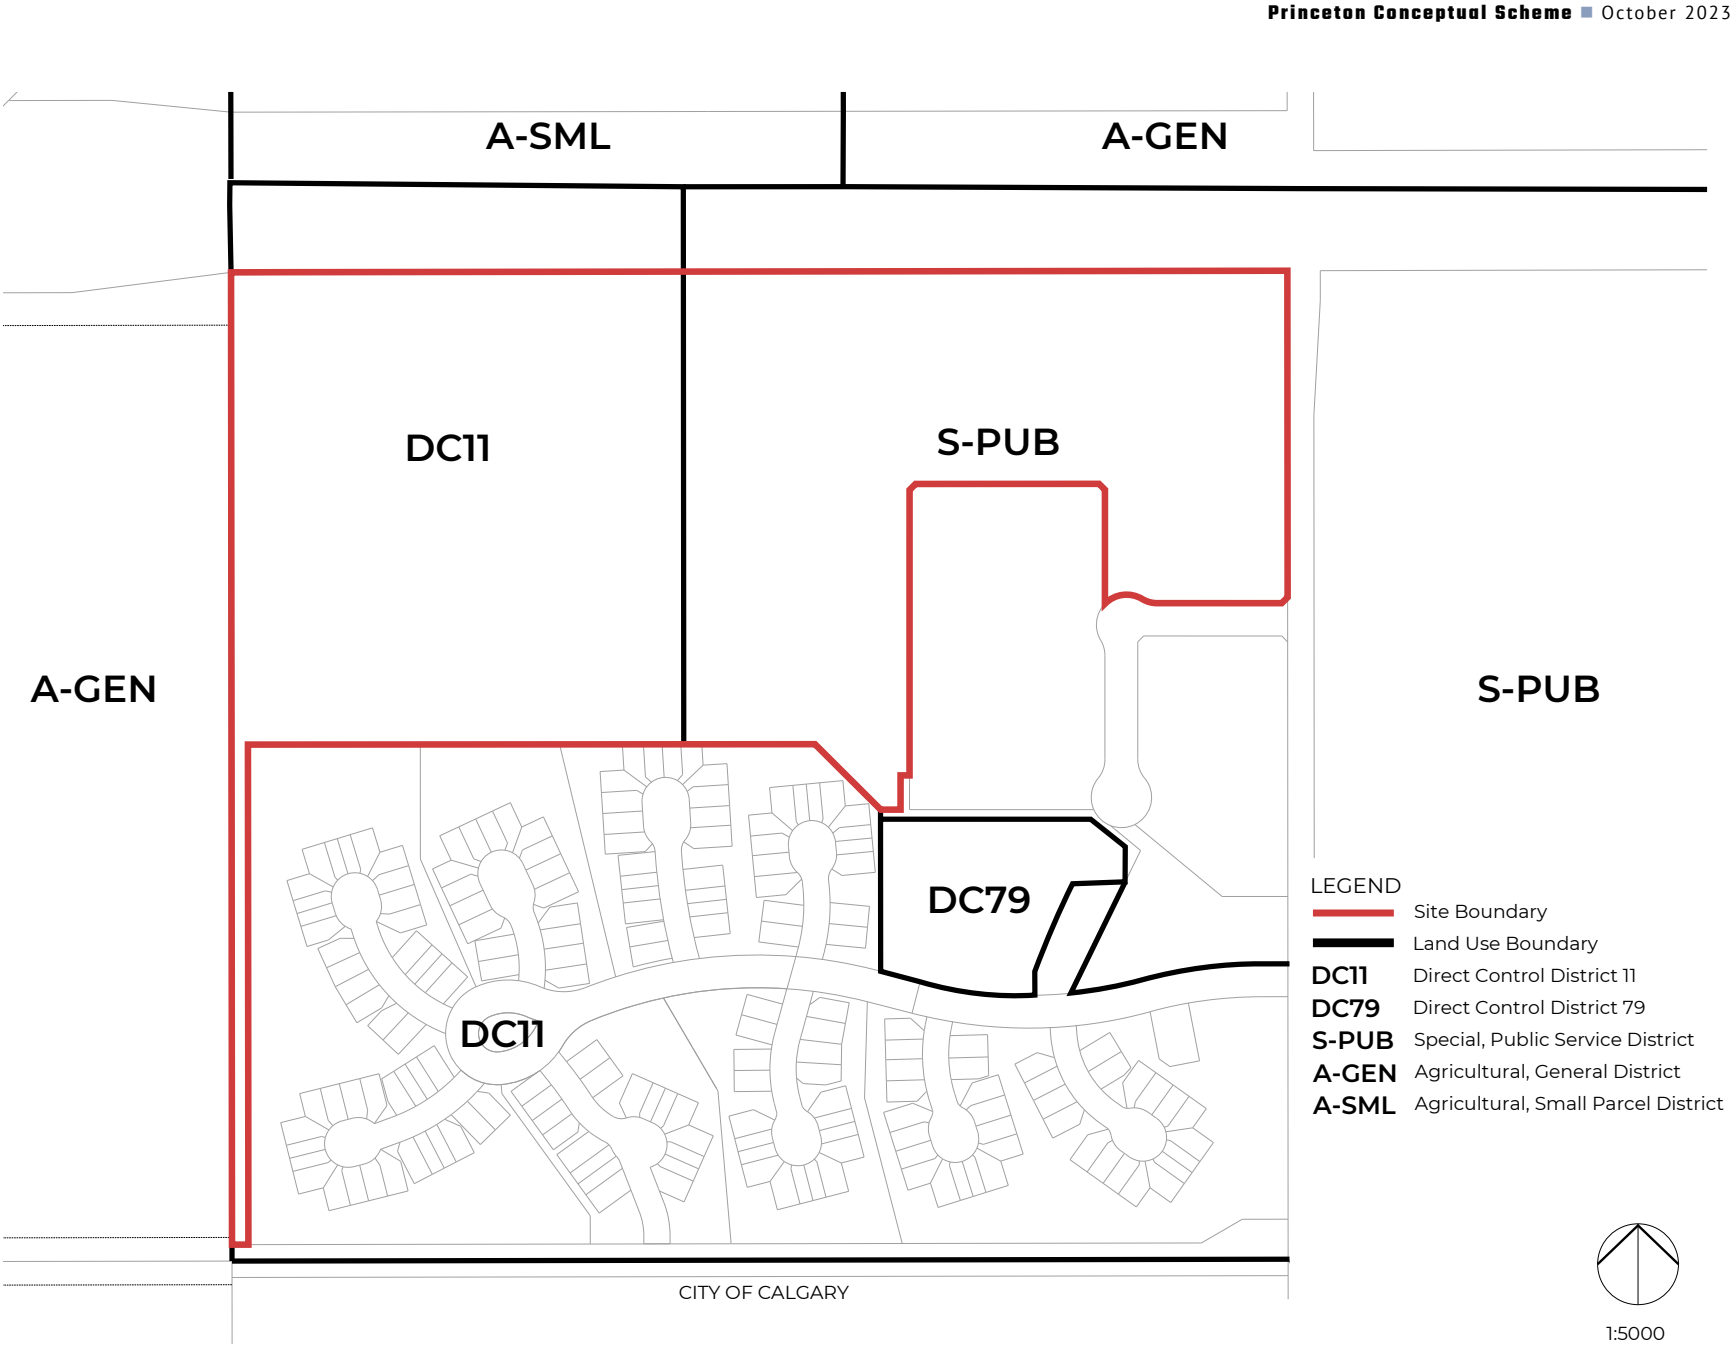 Princeton Conceptual Scheme ■ October 2023
A-SML
A-GEN
DC11
S-PUB
A-GEN
S-PUB
DC79
DC11
LEGEND
Site Boundary
Land Use Boundary
DC11 Direct Control District 11
DC79 Direct Control District 79
S-PUB Special, Public Service District
A-GEN Agricultural, General District
A-SML Agricultural, Small Parcel District
CITY OF CALGARY
1:5000